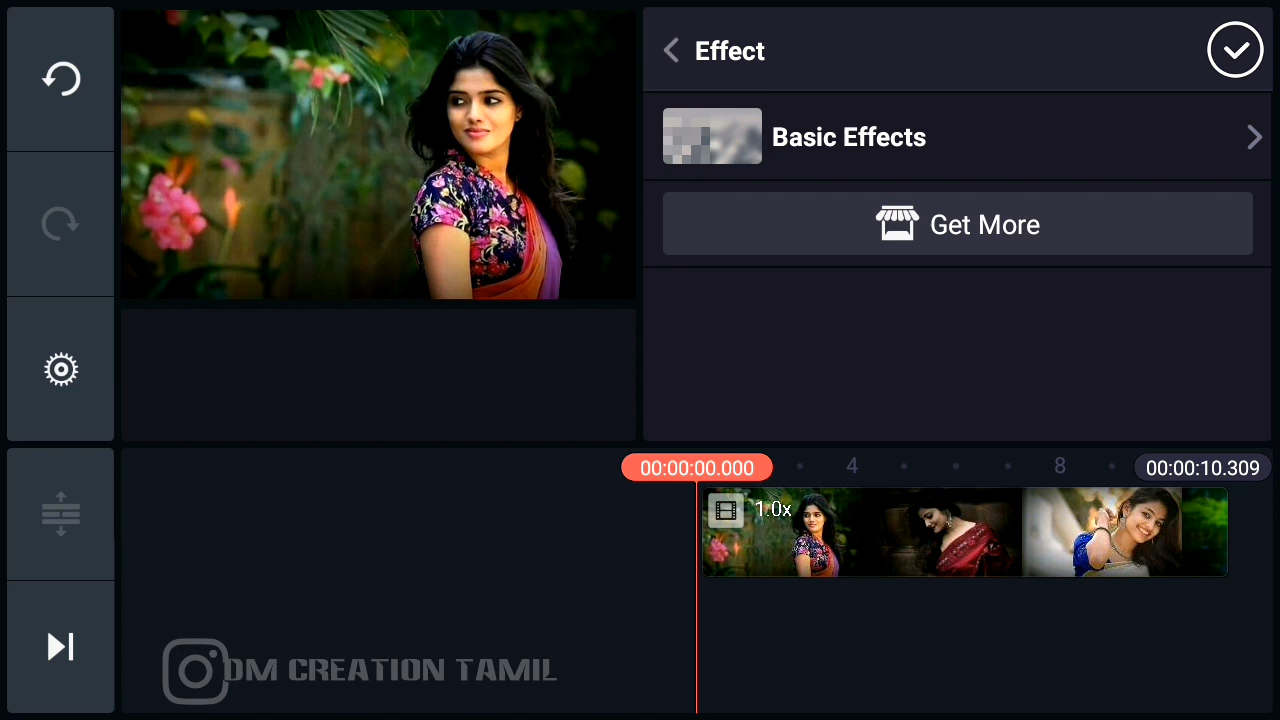 Effect
Basic Effects
Get More
00:00:00.000
4
8
00:00:10.309
1.0x
DM CREATION TAMIL